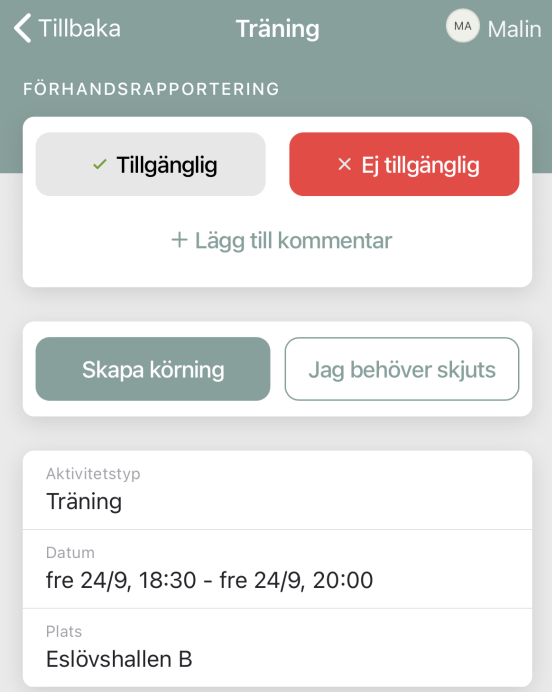 Tillbaka Träning MA Malin
FÖRHANDSRAPPORTERING
Tillgänglig Ej tillgänglig
+ Lägg till kommentar
Skapa körning Jag behöver skjuts
Aktivitetstyp
Träning
Datum
fre 24/9, 18:30 - fre 24/9, 20:00
Plats
Eslövshallen B